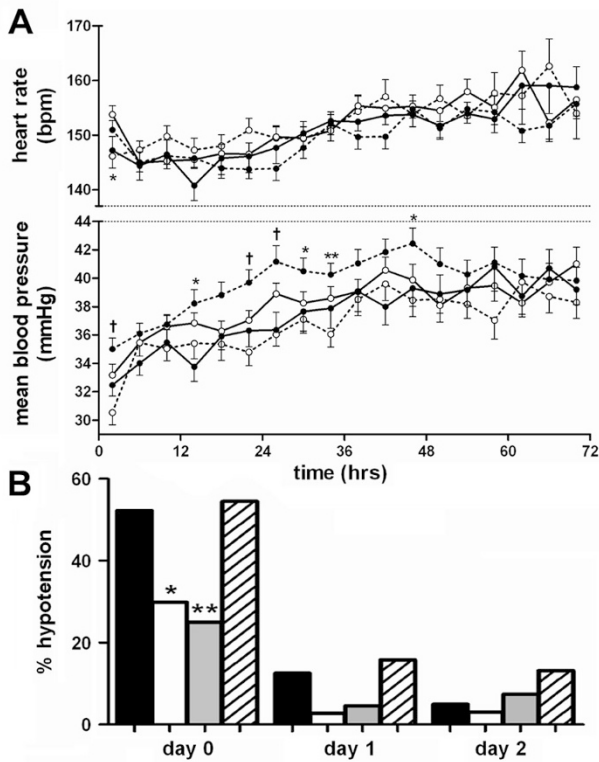 A
heart rate
(bpm)
170
160
150
140
*
mean blood pressure
(mmHg)
44
42
40
38
36
34
32
30
† * † † * ** *
0 12 24 36 48 60 72
time (hrs)
B
% hypotension
60
40
20
0
* **
day 0 day 1 day 2